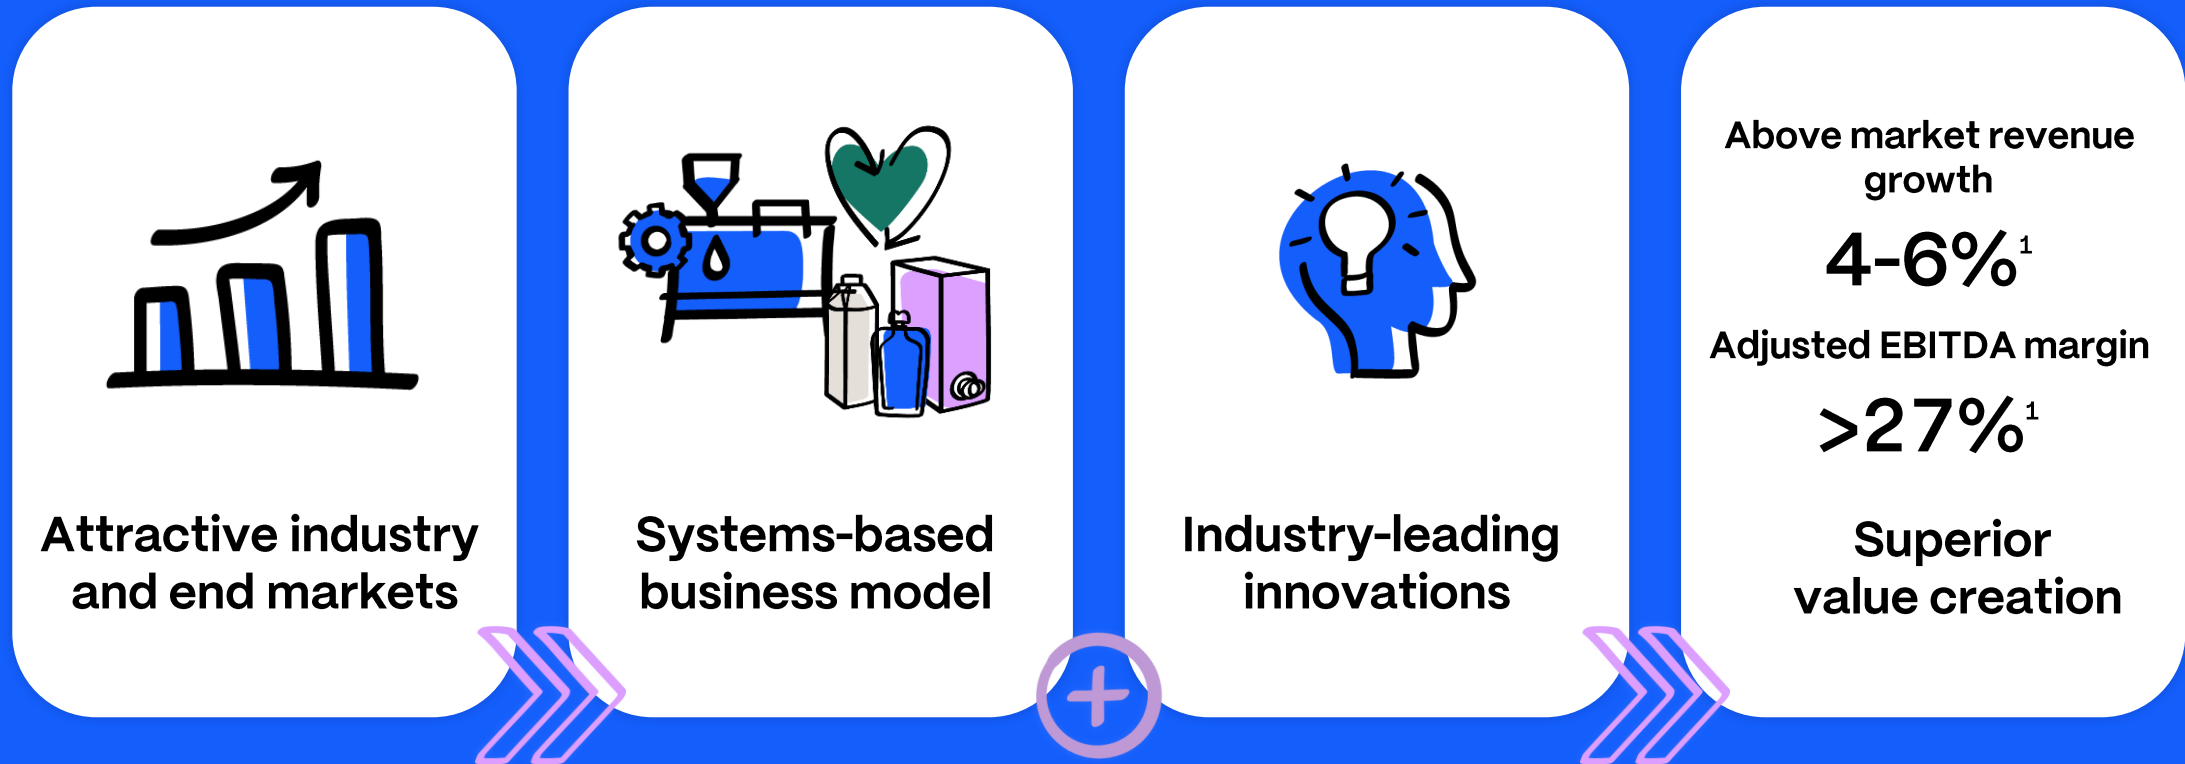 Attractive industry
and end markets
Systems-based
business model
Industry-leading
innovations
Above market revenue
growth
4-6%¹
Adjusted EBITDA margin
>27%¹
Superior
value creation